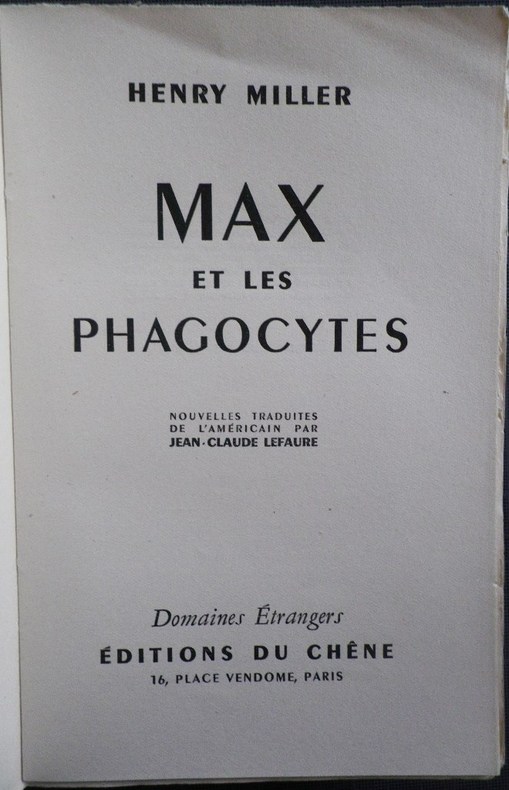 HENRY MILLER
MAX
ET LES
PHAGOCYTES
NOUVELLES TRADUITES
DE L'AMÉRICAIN PAR
JEAN-CLAUDE LEFAURE
Domaines Étrangers
ÉDITIONS DU CHÊNE
16, PLACE VENDOME, PARIS